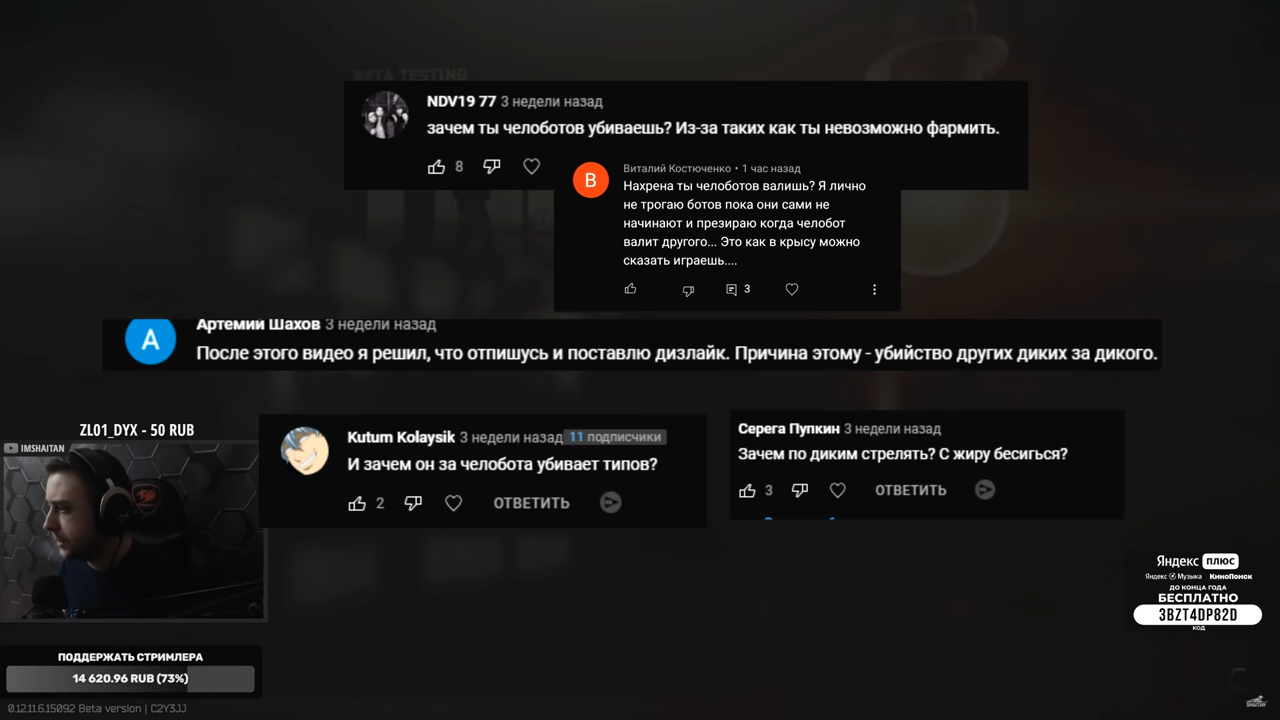 BETA TESTING
NDV19 77 3 недели назад
зачем ты челоботов убиваешь? Из-за таких как ты невозможно фармить.
8
В
Виталий Костюченко • 1 час назад
Нахрена ты челоботов валишь? Я лично
не трогаю ботов пока они сами не
начинают и презираю когда челобот
валит другого... Это как в крысу можно
сказать играешь....
3
А
Артемий Шахов 3 недели назад
После этого видео я решил, что отпишусь и поставлю дизлайк. Причина этому - убийство других диких за дикого.
Kutum Kolaysik 3 недели назад 11 подписчики
И зачем он за челобота убивает типов?
2 ОТВЕТИТЬ
Серега Пупкин 3 недели назад
Зачем по диким стрелять? С жиру бесигься?
3 ОТВЕТИТЬ
ZL01_DYX - 50 RUB
IMSHAITAN
Яндекс плюс
Яндекс Музыка КиноПоиск
ДО КОНЦА ГОДА
БЕСПЛАТНО
3BZT4DP82D
КОД
ПОДДЕРЖАТЬ СТРИМЛЕРА
14 620.96 RUB (73%)
0.12.11.6.15092 Beta version | C2Y3JJ
SHAITAN